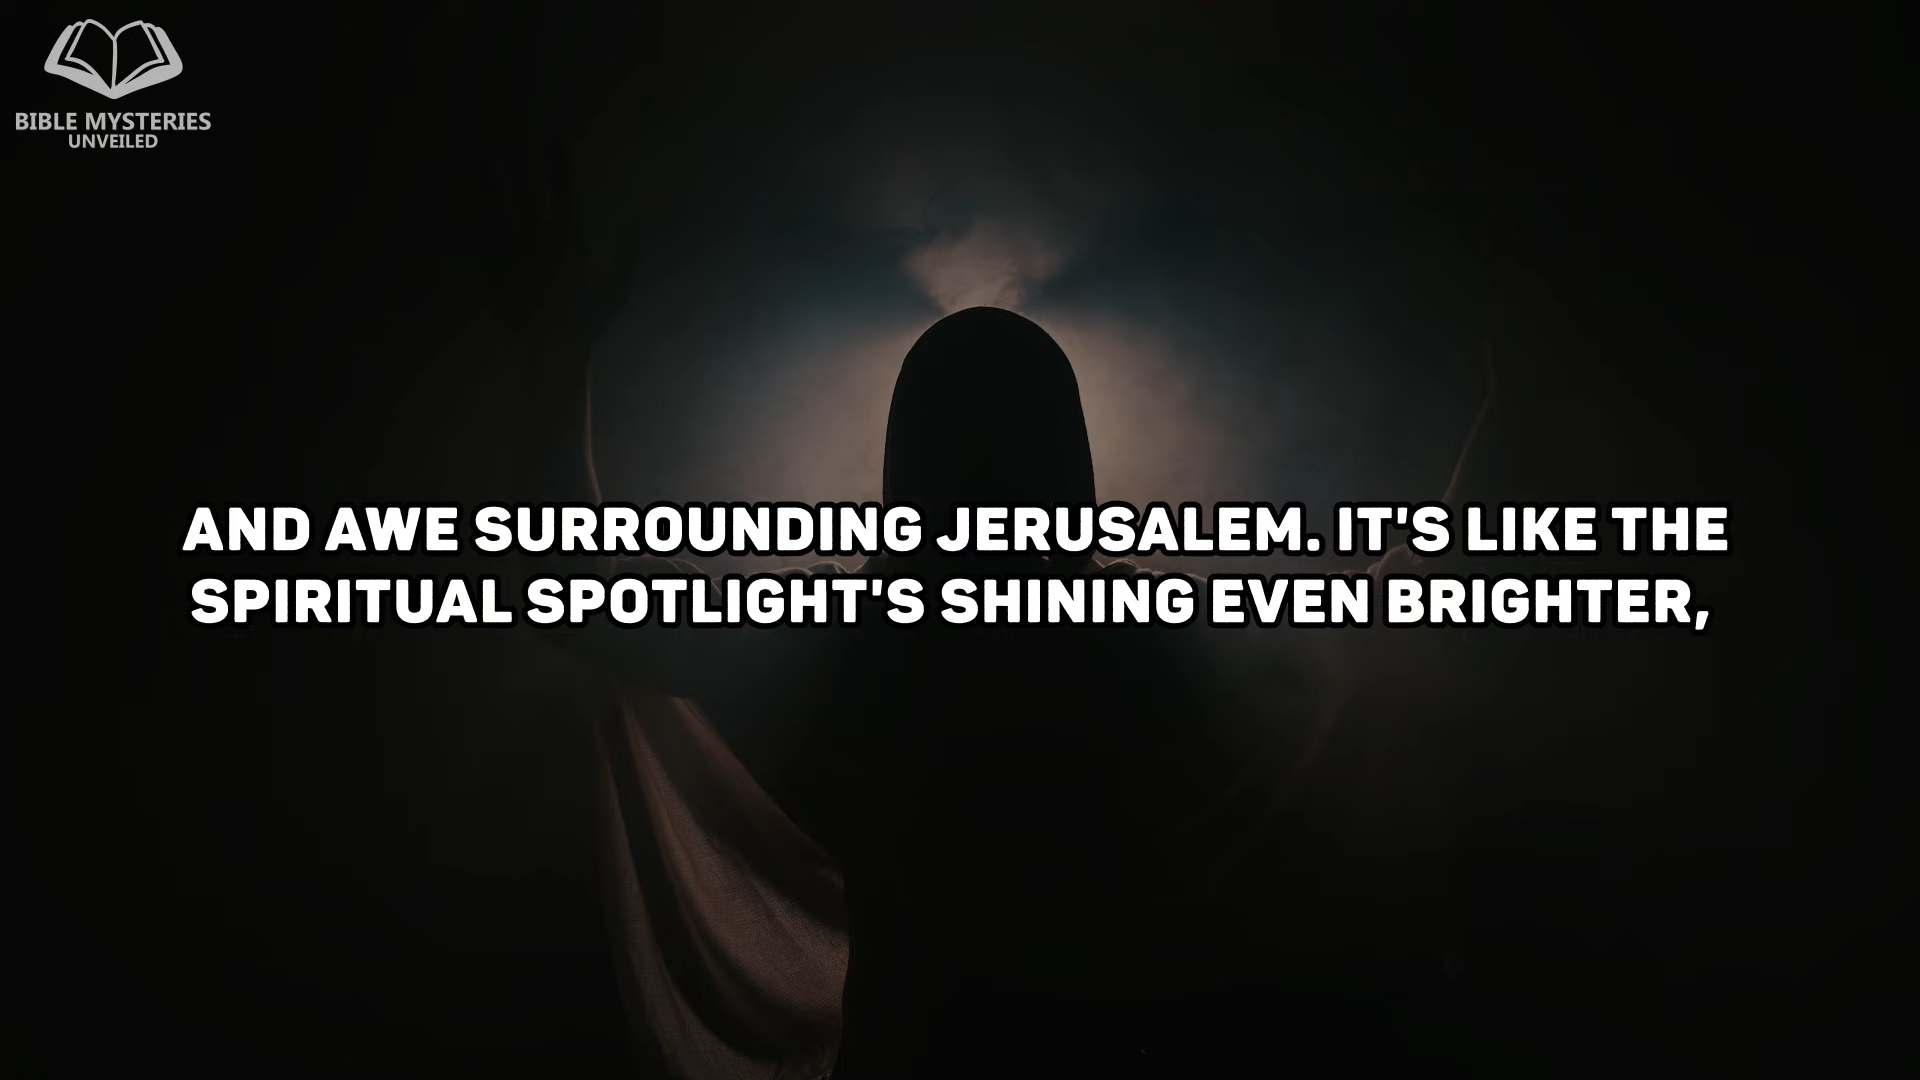 BIBLE MYSTERIES
UNVEILED
AND AWE SURROUNDING JERUSALEM. IT'S LIKE THE
SPIRITUAL SPOTLIGHT'S SHINING EVEN BRIGHTER,